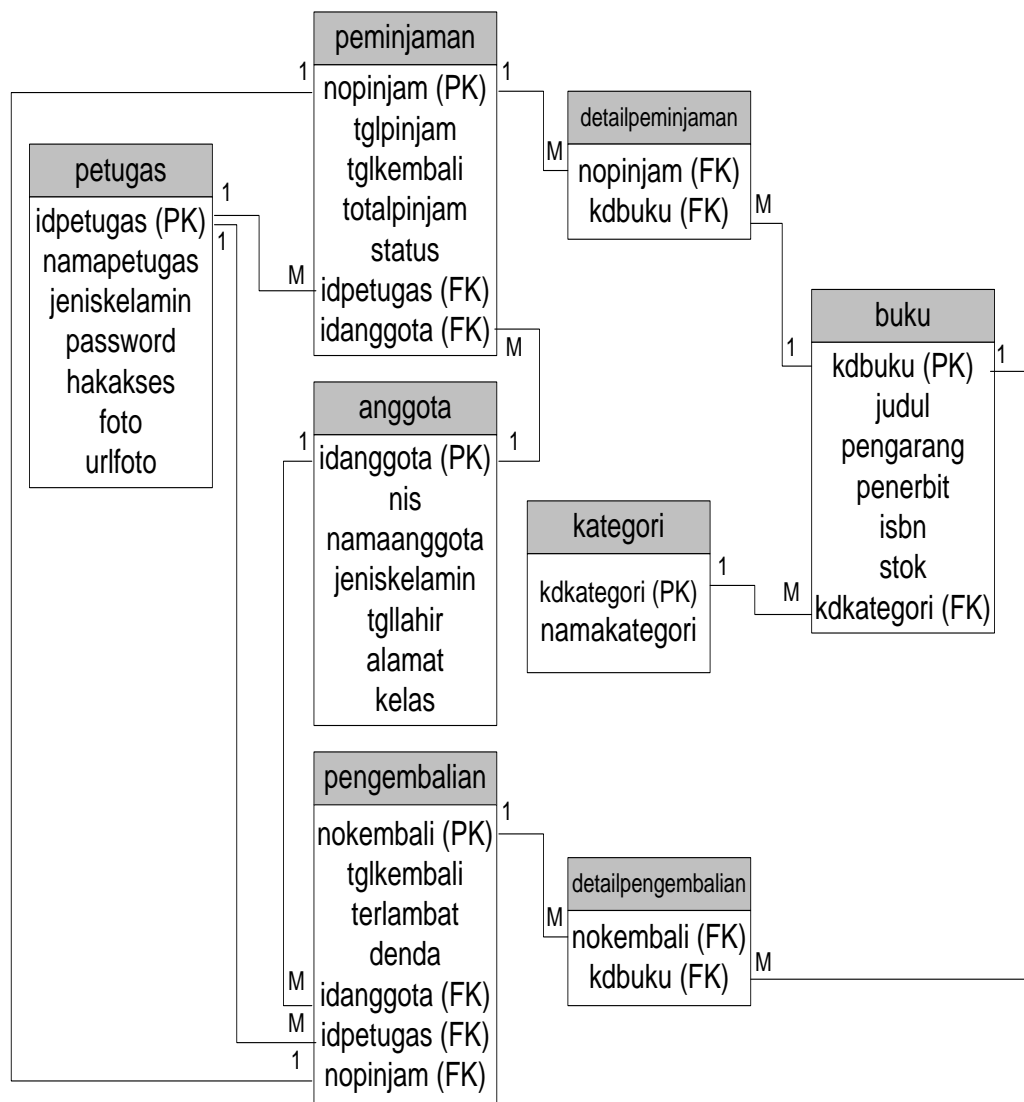 peminjaman
1
1
nopinjam (PK)
tglpinjam
tglkembali
totalpinjam
status
M
idpetugas (FK)
idanggota (FK)
M
petugas
1
idpetugas (PK)
1
namapetugas
jeniskelamin
password
hakakses
foto
urlfoto
detailpeminjaman
M
nopinjam (FK)
kdbuku (FK)
M
buku
1
1
kdbuku (PK)
judul
pengarang
penerbit
isbn
stok
M
kdkategori (FK)
anggota
1
1
idanggota (PK)
nis
namaanggota
jeniskelamin
tgllahir
alamat
kelas
kategori
1
kdkategori (PK)
namakategori
pengembalian
1
nokembali (PK)
tglkembali
terlambat
denda
M
idanggota (FK)
M
idpetugas (FK)
1
nopinjam (FK)
detailpengembalian
M
nokembali (FK)
kdbuku (FK)
M